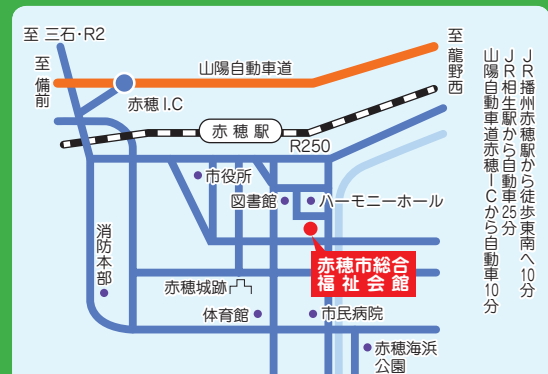 至 三石・R2
至 備前
山陽自動車道
赤穂 I.C
至 龍野西
赤 穂 駅
R250
市役所
図書館
ハーモニーホール
赤穂市総合
福 祉 会 館
消防本部
赤穂城跡
体育館
市民病院
赤穂海浜
公園
JR播州赤穂駅から徒歩東南へ10分
JR相生駅から自動車25分
山陽自動車道赤穂ICから自動車10分